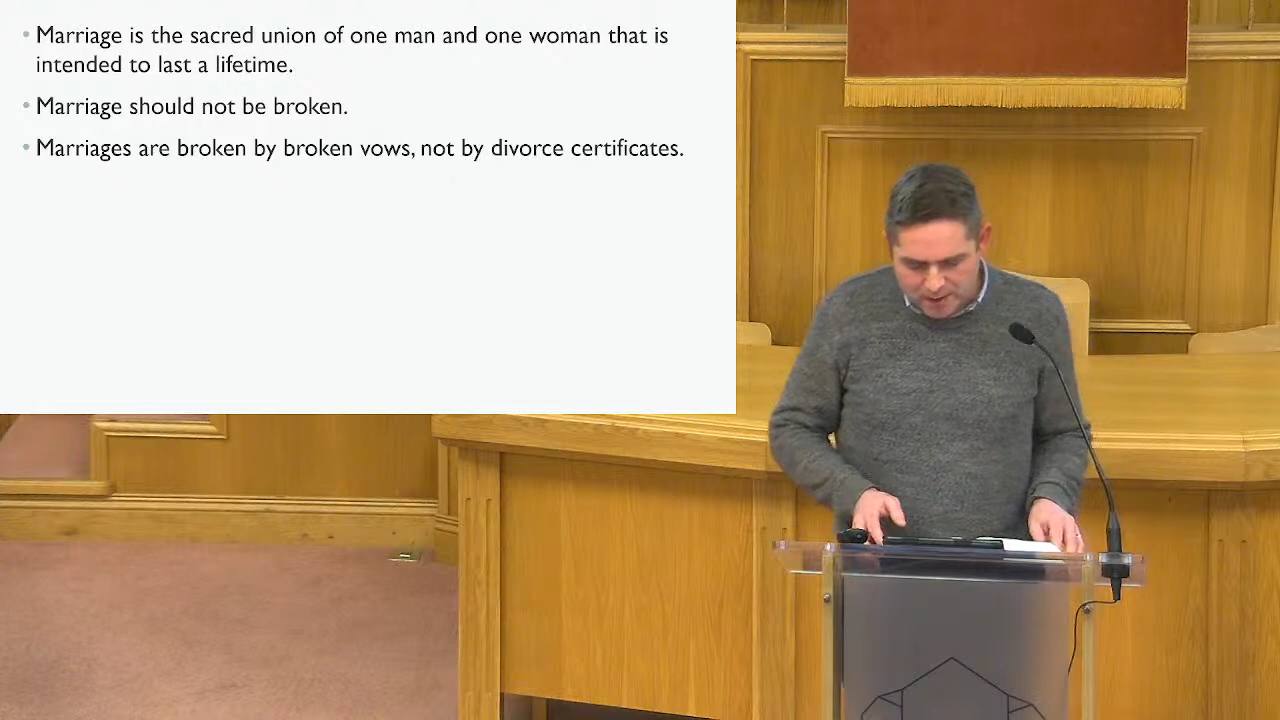 • Marriage is the sacred union of one man and one woman that is
intended to last a lifetime.
• Marriage should not be broken.
• Marriages are broken by broken vows, not by divorce certificates.